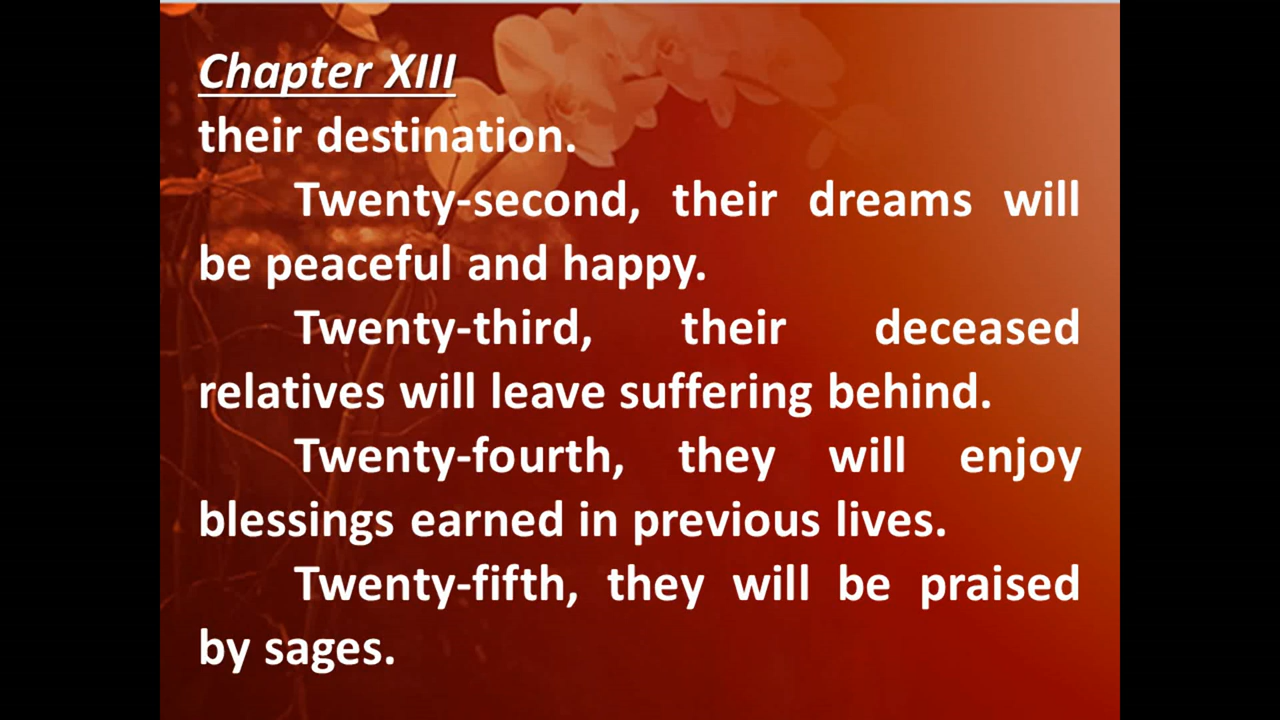 Chapter XIII
their destination.
Twenty-second, their dreams will
be peaceful and happy.
Twenty-third, their deceased
relatives will leave suffering behind.
Twenty-fourth, they will enjoy
blessings earned in previous lives.
Twenty-fifth, they will be praised
by sages.